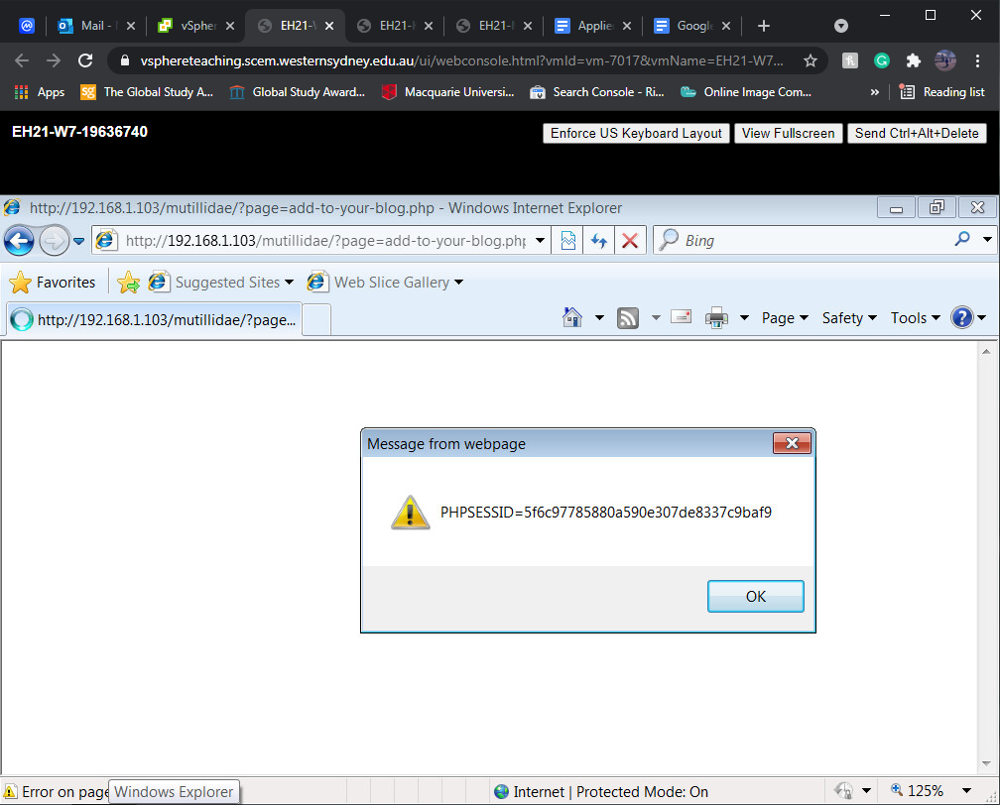 Mail -
vSpher
EH21-
EH21-
EH21-
Applie
Googl
vsphereteaching.scem.westernsydney.edu.au/ui/webconsole.html?vmId=vm-7017&vmName=EH21-W7...
Apps
SG The Global Study A...
Global Study Award...
Macquarie Universi...
Search Console - Ri...
Online Image Com...
»
Reading list
EH21-W7-19636740
Enforce US Keyboard Layout
View Fullscreen
Send Ctrl+Alt+Delete
http://192.168.1.103/mutillidae/?page=add-to-your-blog.php - Windows Internet Explorer
http://192.168.1.103/mutillidae/?page=add-to-your-blog.php
Bing
Favorites
Suggested Sites
Web Slice Gallery
http://192.168.1.103/mutillidae/?page...
Page
Safety
Tools
Message from webpage
PHPSESSID=5f6c97785880a590e307de8337c9baf9
OK
Error on page
Windows Explorer
Internet | Protected Mode: On
125%